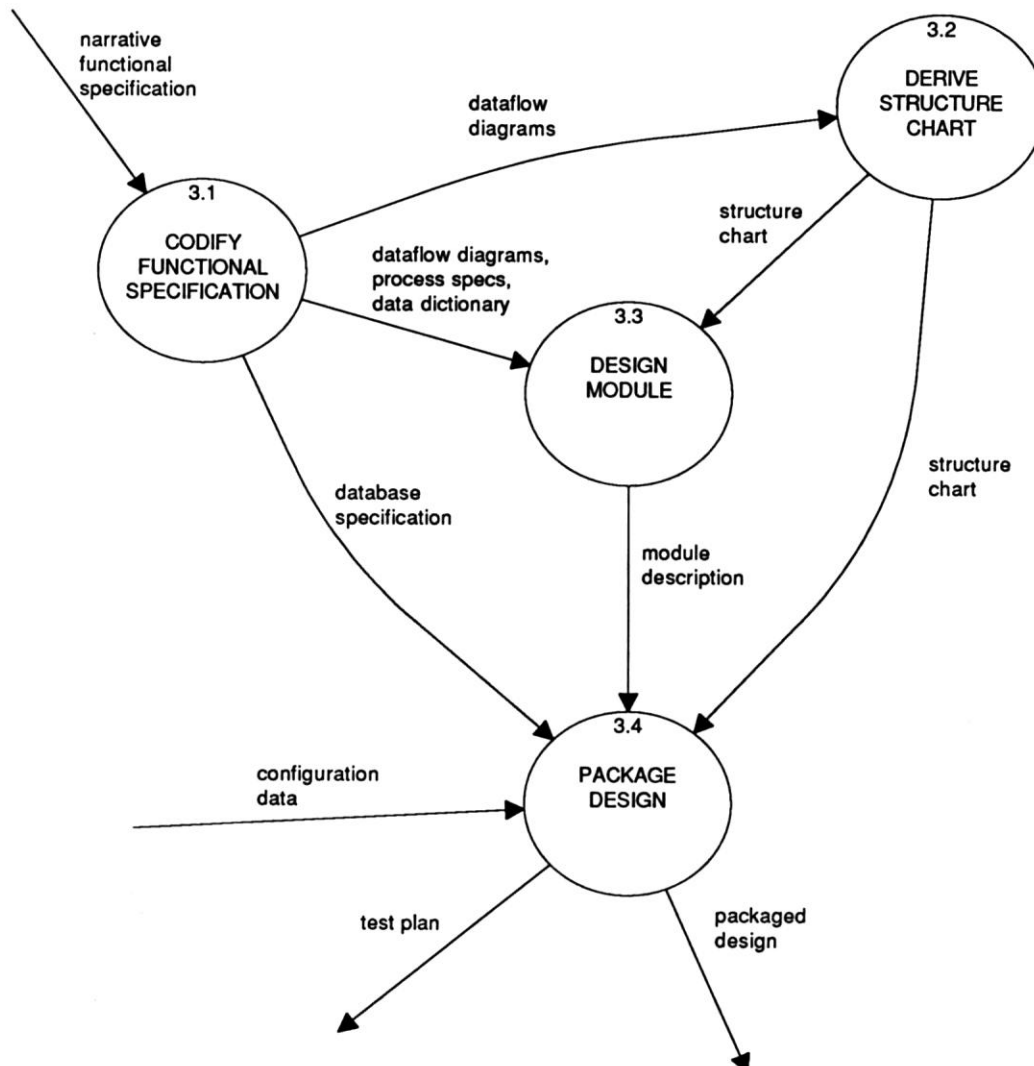 narrative
functional
specification
3.2
DERIVE
STRUCTURE
CHART
dataflow
diagrams
3.1
CODIFY
FUNCTIONAL
SPECIFICATION
structure
chart
dataflow diagrams,
process specs,
data dictionary
3.3
DESIGN
MODULE
database
specification
structure
chart
module
description
3.4
PACKAGE
DESIGN
configuration
data
test plan
packaged
design